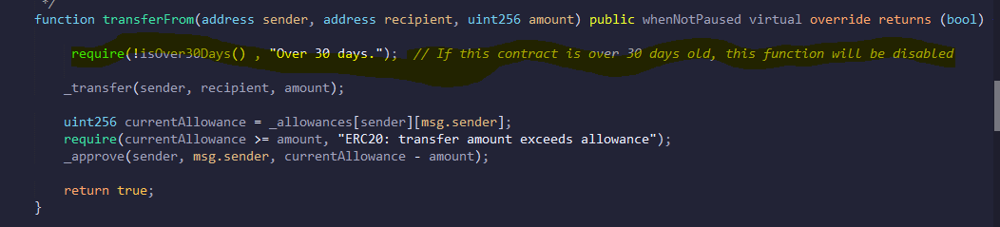 */
function transferFrom(address sender, address recipient, uint256 amount) public whenNotPaused virtual override returns (bool)
require(!isOver30Days() , "Over 30 days."); // If this contract is over 30 days old, this function will be disabled
_transfer(sender, recipient, amount);
uint256 currentAllowance = _allowances[sender][msg.sender];
require(currentAllowance >= amount, "ERC20: transfer amount exceeds allowance");
_approve(sender, msg.sender, currentAllowance - amount);
return true;
}